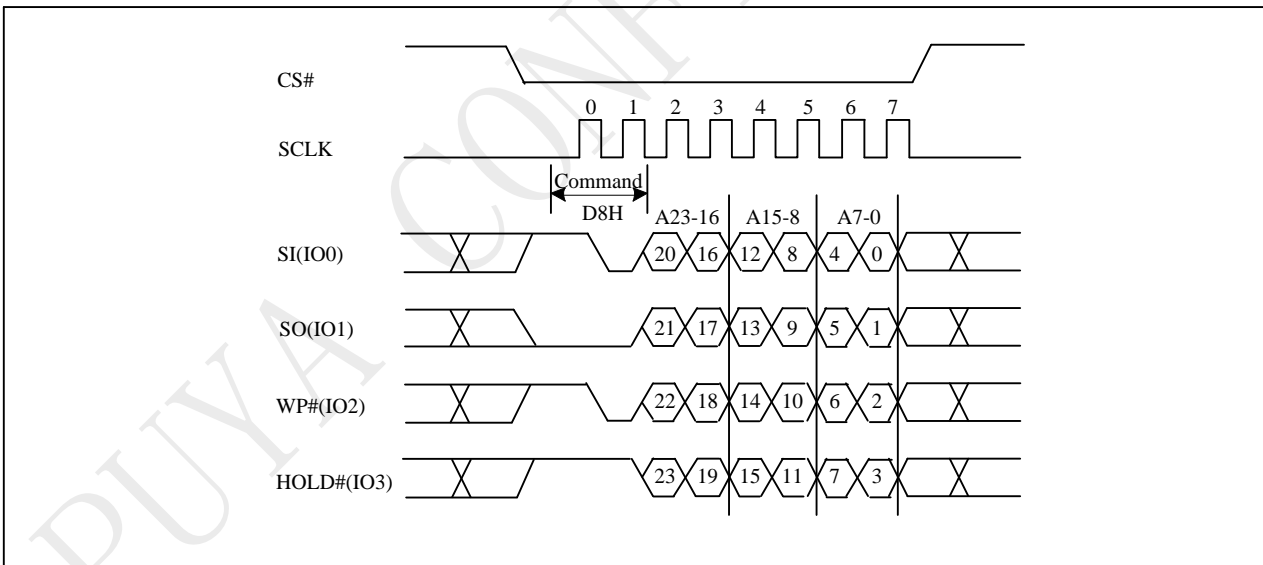 CS#
0 1 2 3 4 5 6 7
SCLK
Command
D8H A23-16 A15-8 A7-0
SI(IO0) 20 16 12 8 4 0
SO(IO1) 21 17 13 9 5 1
WP#(IO2) 22 18 14 10 6 2
HOLD#(IO3) 23 19 15 11 7 3
PUYA CONF